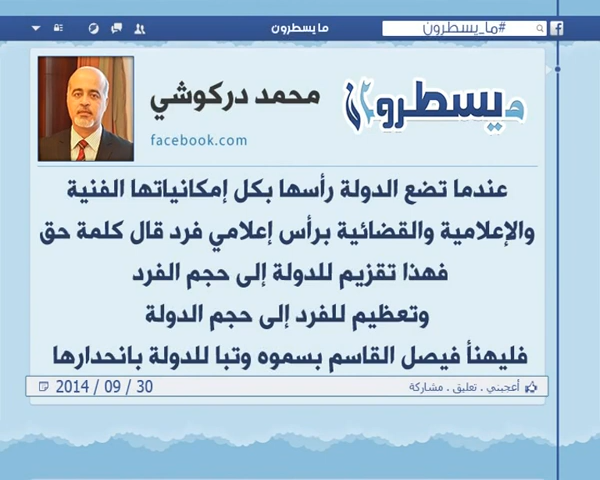 ما يسطرون
#ما_يسطرون
ما يسطرون
محمد دركوشي
facebook.com
عندما تضع الدولة رأسها بكل إمكانياتها الفنية
والإعلامية والقضائية برأس إعلامي فرد قال كلمة حق
فهذا تقزيم للدولة إلى حجم الفرد
وتعظيم للفرد إلى حجم الدولة
فليهنأ فيصل القاسم بسموه وتبا للدولة بانحدارها
أعجبني . تعليق . مشاركة
2014 / 09 / 30